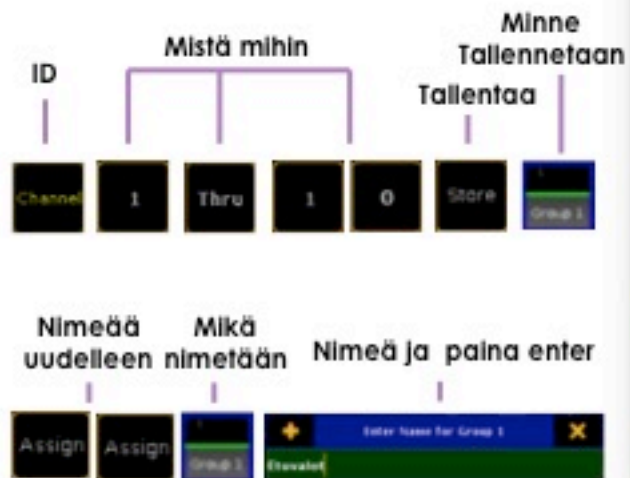 Minne
Mistä mihin
Tallennetaan
ID
Tallentaa
Channel 1 Thru 1 0 Store
Group 1
Nimeää Mikä
uudelleen nimetään
Nimeä ja paina enter
Assign Assign
Group 1
Enter Name for Group 1
Etuvalot